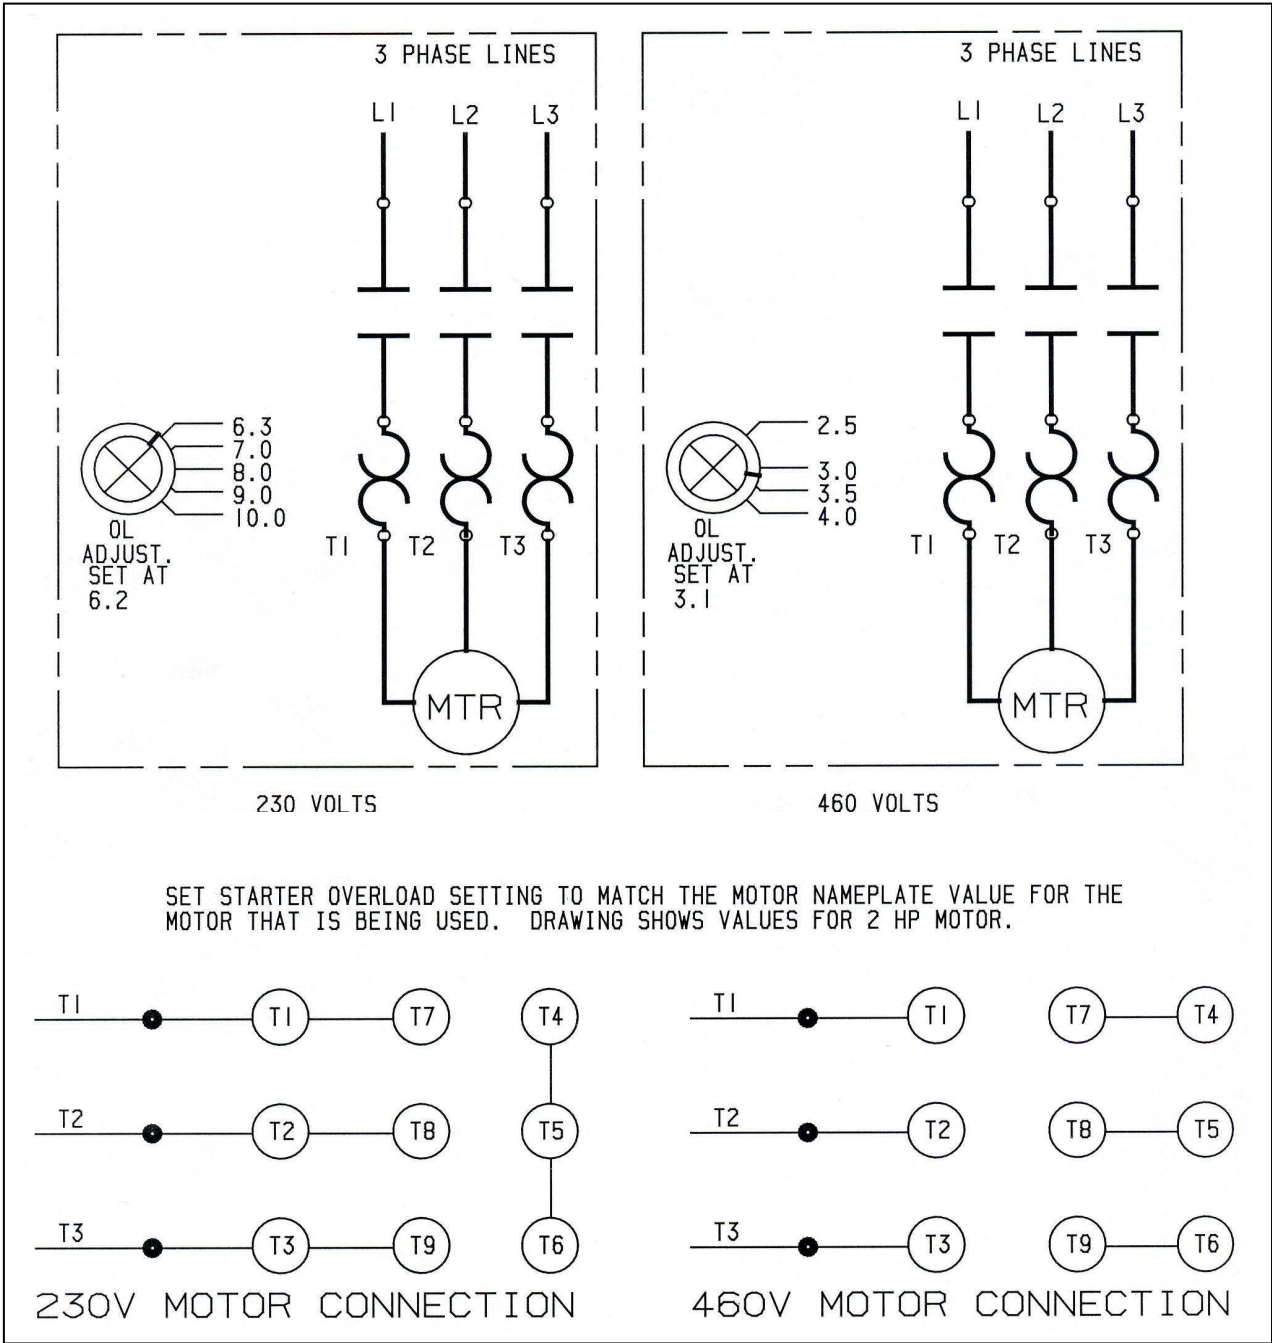 3 PHASE LINES
L1 L2 L3
6.3
7.0
8.0
9.0
10.0
OL
ADJUST.
SET AT
6.2
T1 T2 T3
MTR
230 VOLTS
3 PHASE LINES
L1 L2 L3
2.5
3.0
3.5
4.0
OL
ADJUST.
SET AT
3.1
T1 T2 T3
MTR
460 VOLTS
SET STARTER OVERLOAD SETTING TO MATCH THE MOTOR NAMEPLATE VALUE FOR THE
MOTOR THAT IS BEING USED. DRAWING SHOWS VALUES FOR 2 HP MOTOR.
T1 T1 T7 T4
T2 T2 T8 T5
T3 T3 T9 T6
230V MOTOR CONNECTION
T1 T1 T7 T4
T2 T2 T8 T5
T3 T3 T9 T6
460V MOTOR CONNECTION